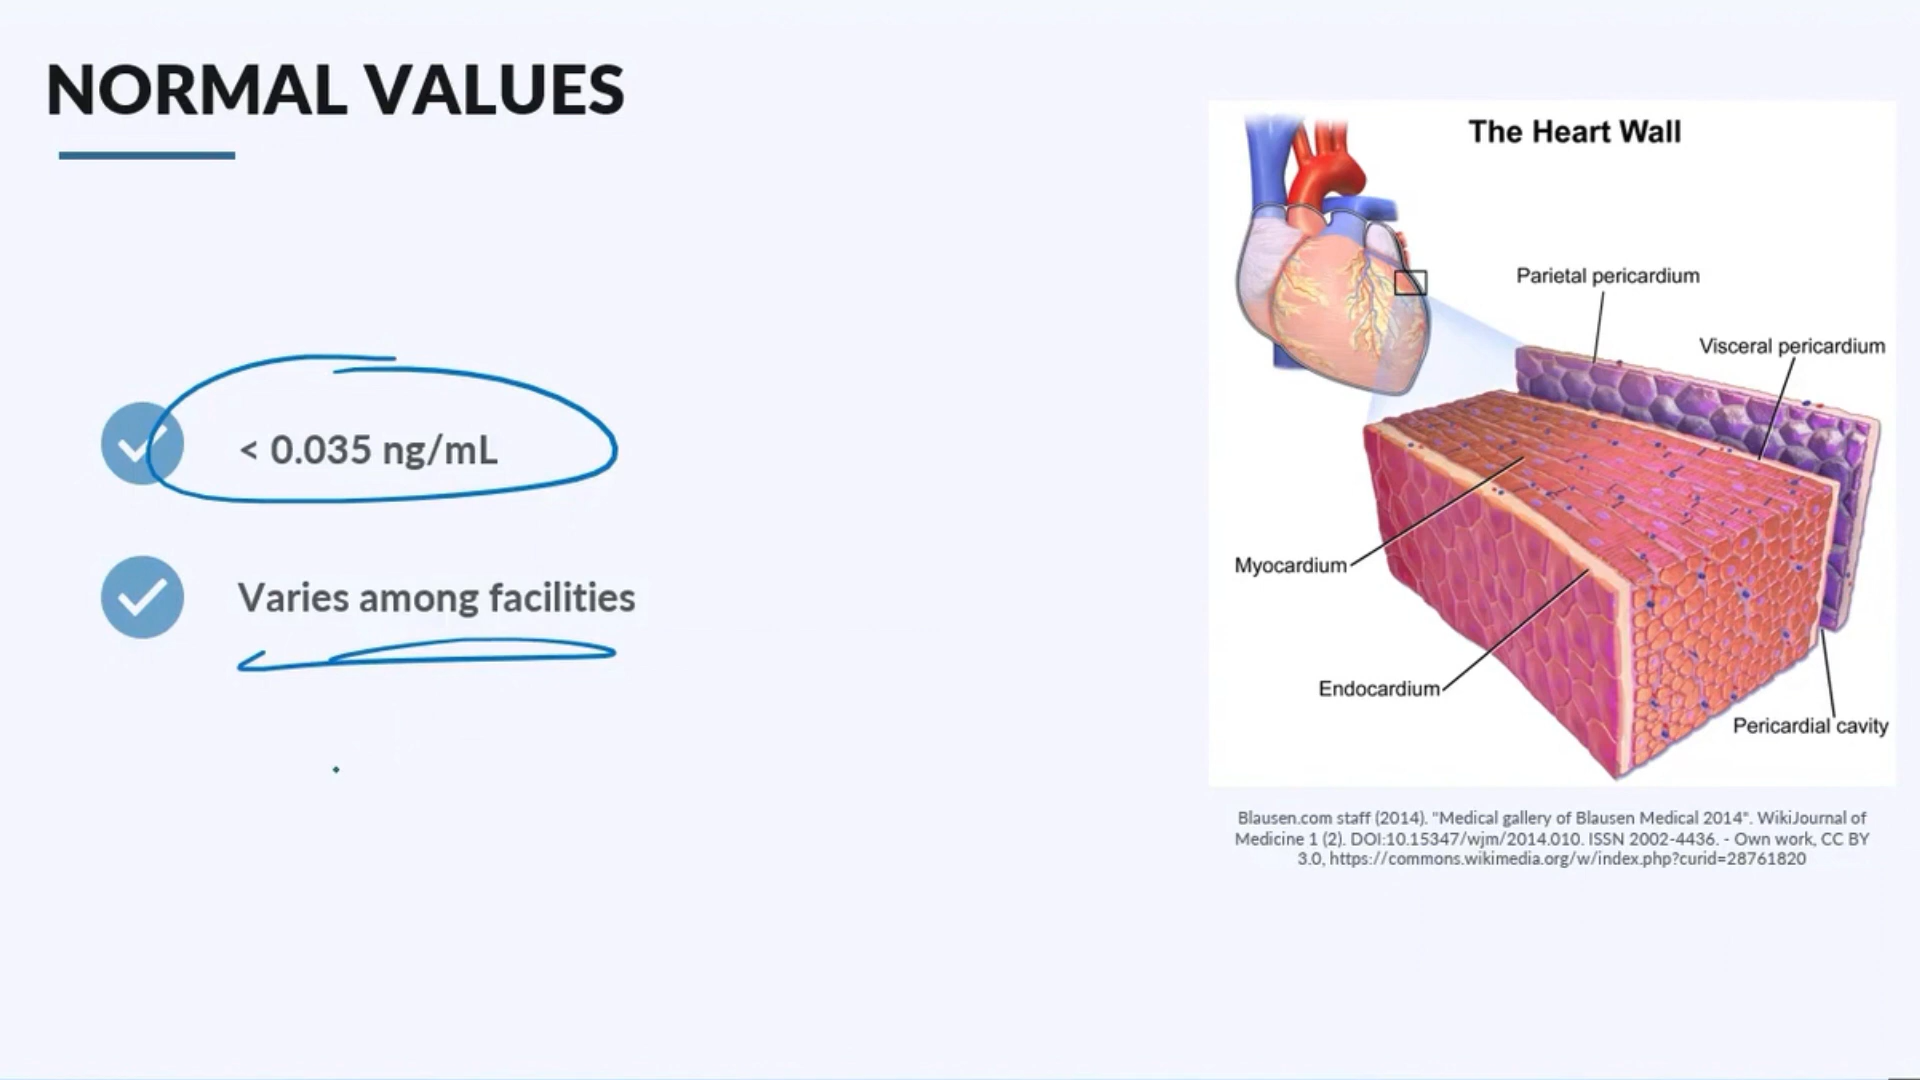 NORMAL VALUES
< 0.035 ng/mL
Varies among facilities
The Heart Wall
Parietal pericardium
Visceral pericardium
Myocardium
Endocardium
Pericardial cavity
Blausen.com staff (2014). "Medical gallery of Blausen Medical 2014". WikiJournal of
Medicine 1 (2). DOI:10.15347/wjm/2014.010. ISSN 2002-4436. - Own work, CC BY
3.0, https://commons.wikimedia.org/w/index.php?curid=28761820